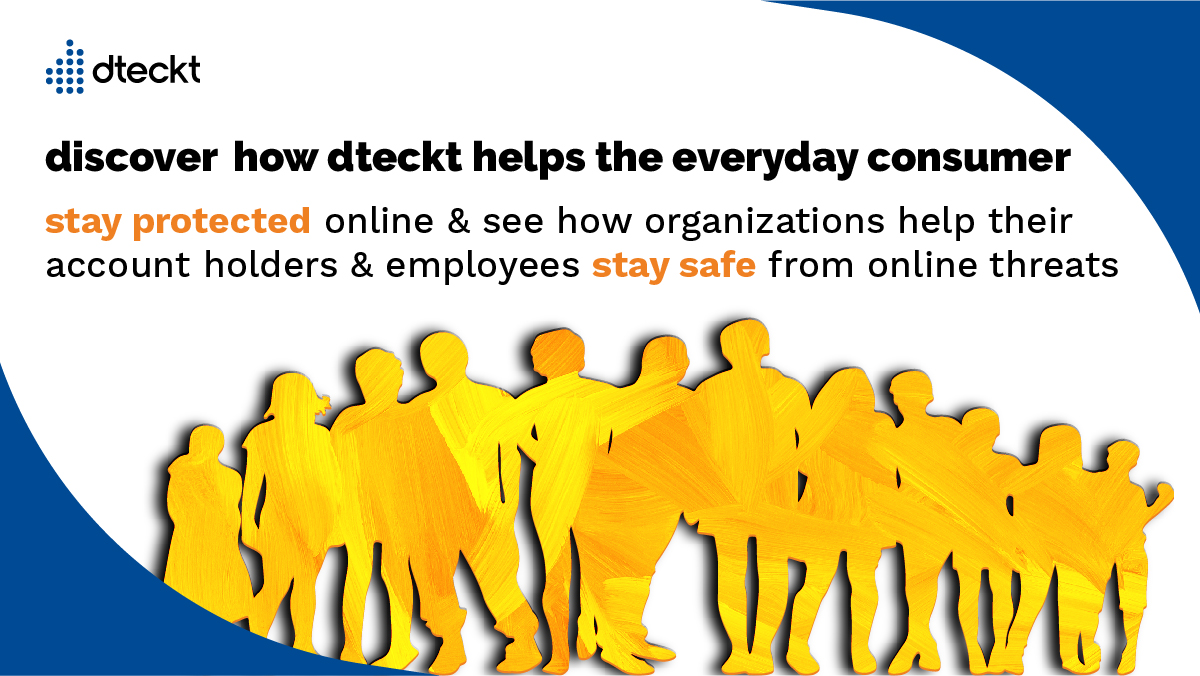 dteckt
discover how dteckt helps the everyday consumer
stay protected online & see how organizations help their
account holders & employees stay safe from online threats